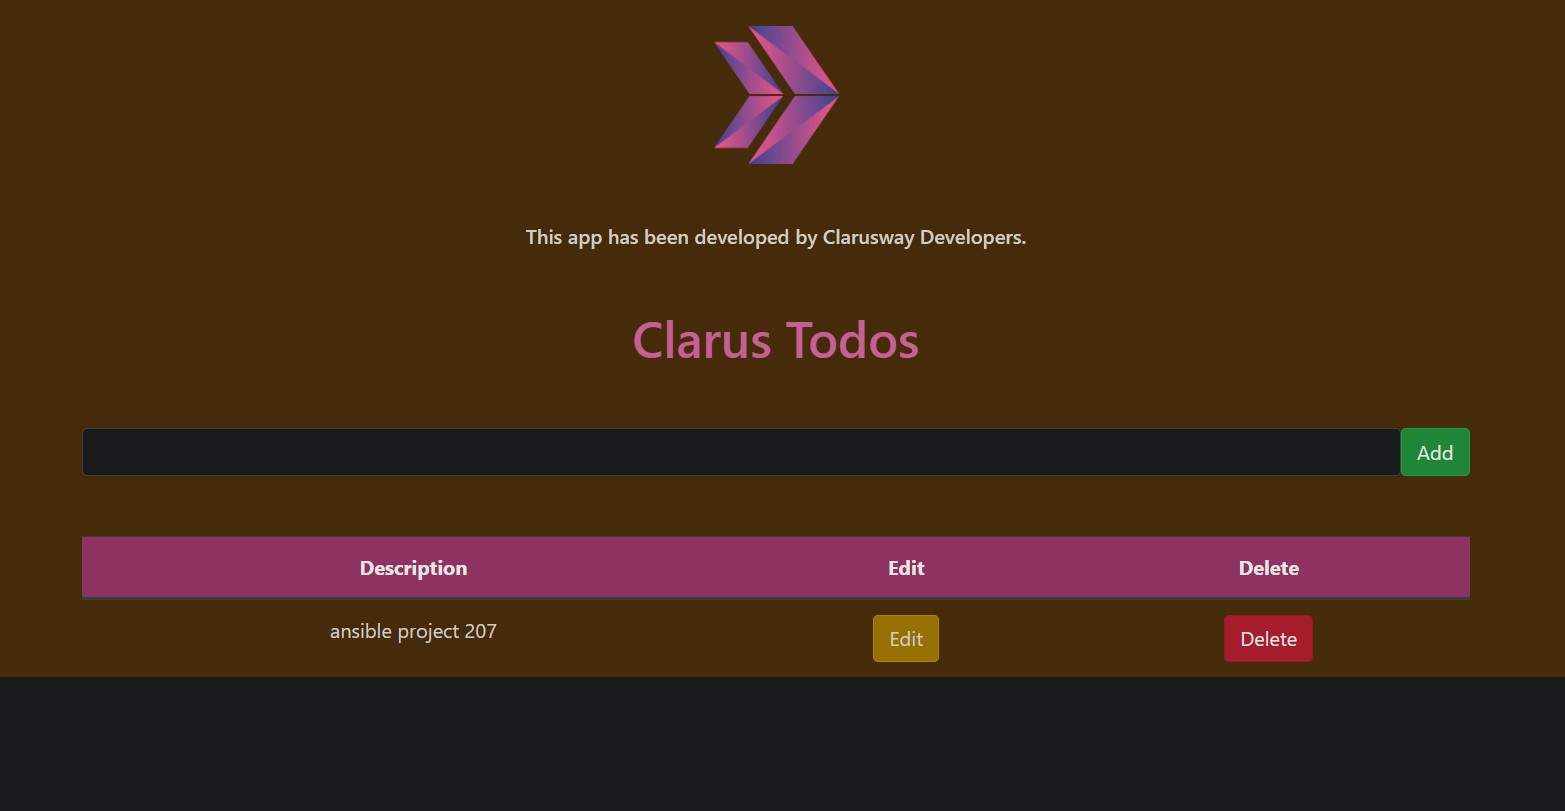 This app has been developed by Clarusway Developers.
Clarus Todos
Add
Description Edit Delete
ansible project 207 Edit Delete